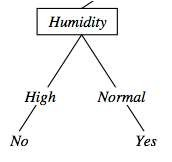 Humidity
High Normal
No Yes